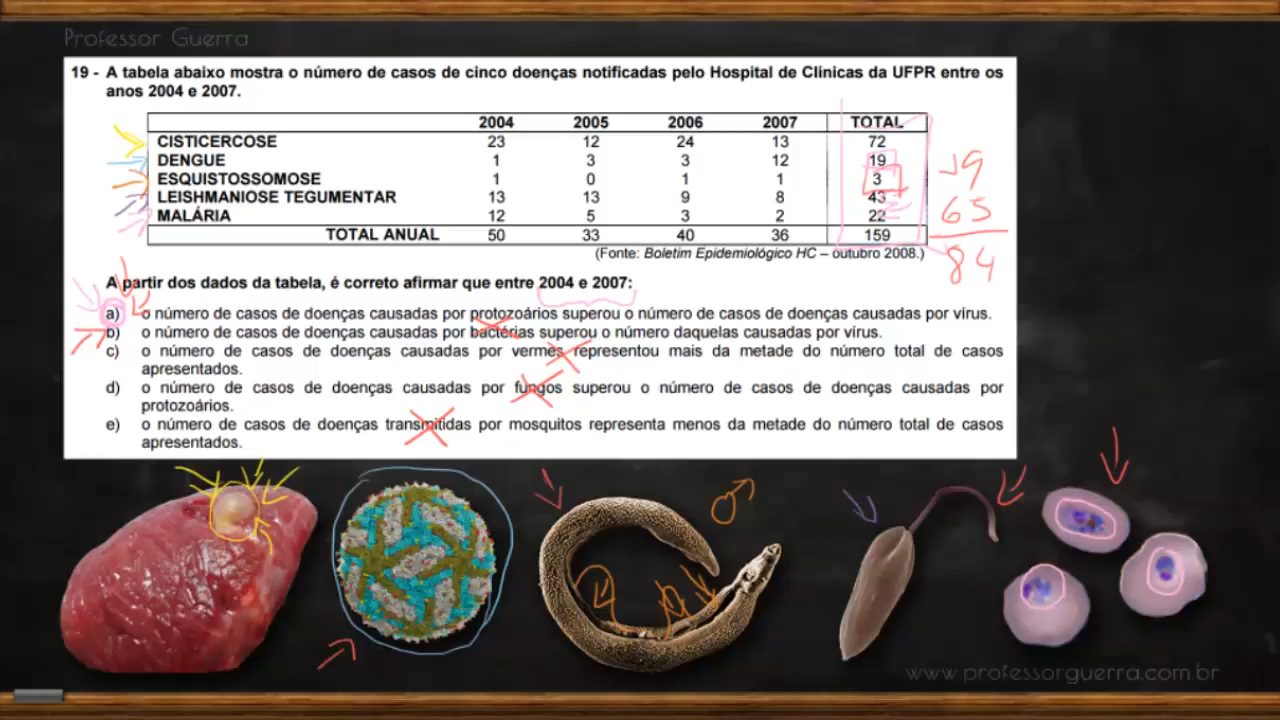 Professor Guerra
19 - A tabela abaixo mostra o número de casos de cinco doenças notificadas pelo Hospital de Clínicas da UFPR entre os
anos 2004 e 2007.
2004 2005 2006 2007 TOTAL
CISTICERCOSE 23 12 24 13 72
DENGUE 1 3 3 12 19
ESQUISTOSSOMOSE 1 0 1 1 3
LEISHMANIOSE TEGUMENTAR 13 13 9 8 43
MALÁRIA 12 5 3 2 22
TOTAL ANUAL 50 33 40 36 159
19
65
84
(Fonte: Boletim Epidemiológico HC – outubro 2008.)
A partir dos dados da tabela, é correto afirmar que entre 2004 e 2007:
a) o número de casos de doenças causadas por protozoários superou o número de casos de doenças causadas por vírus.
b) o número de casos de doenças causadas por bactérias superou o número daquelas causadas por vírus.
c) o número de casos de doenças causadas por vermes representou mais da metade do número total de casos
apresentados.
d) o número de casos de doenças causadas por fungos superou o número de casos de doenças causadas por
protozoários.
e) o número de casos de doenças transmitidas por mosquitos representa menos da metade do número total de casos
apresentados.
♂
www.professorguerra.com.br